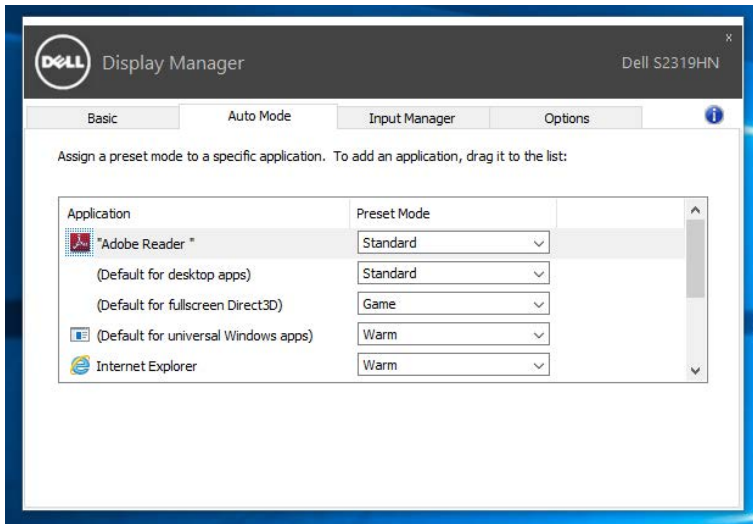 DELL Display Manager
x
Dell S2319HN
Basic Auto Mode Input Manager Options i
Assign a preset mode to a specific application. To add an application, drag it to the list:
Application Preset Mode
"Adobe Reader " Standard
(Default for desktop apps) Standard
(Default for fullscreen Direct3D) Game
(Default for universal Windows apps) Warm
Internet Explorer Warm